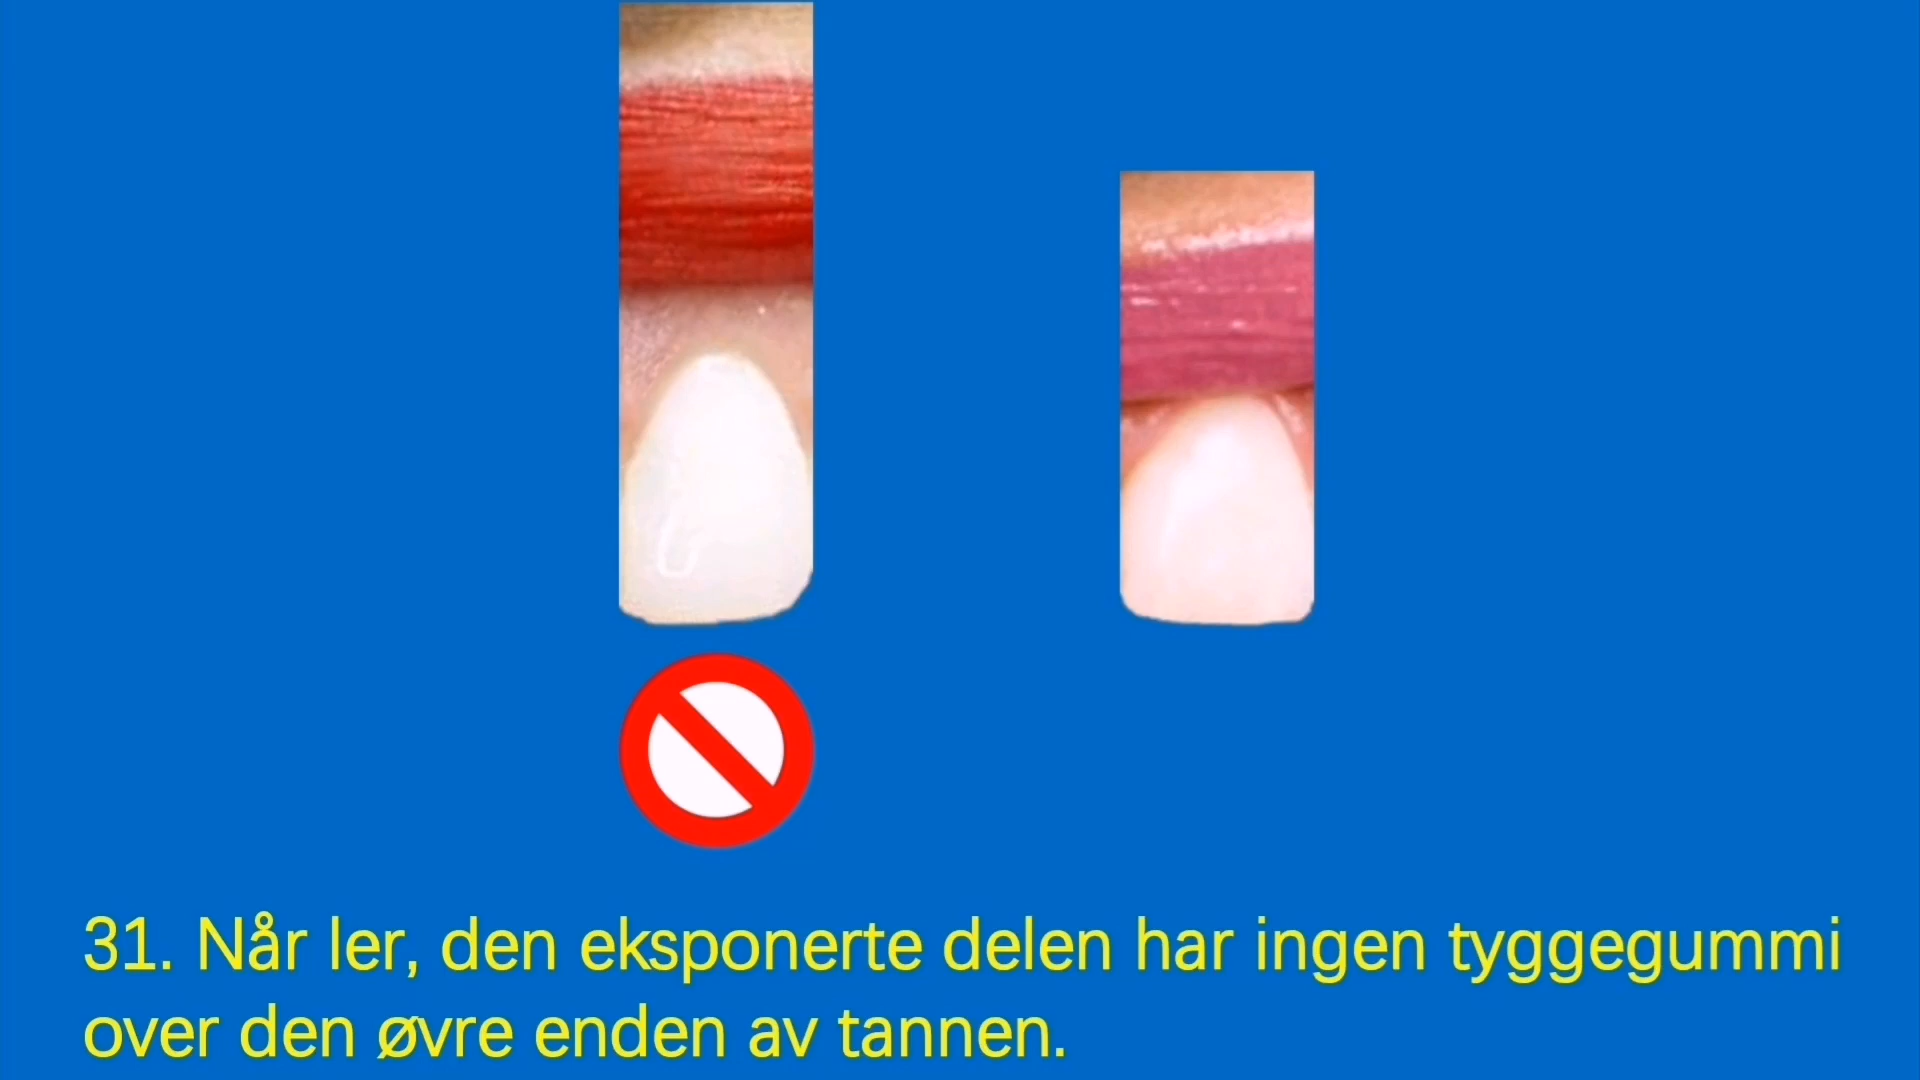 31. Når ler, den eksponerte delen har ingen tyggegummi
over den øvre enden av tannen.